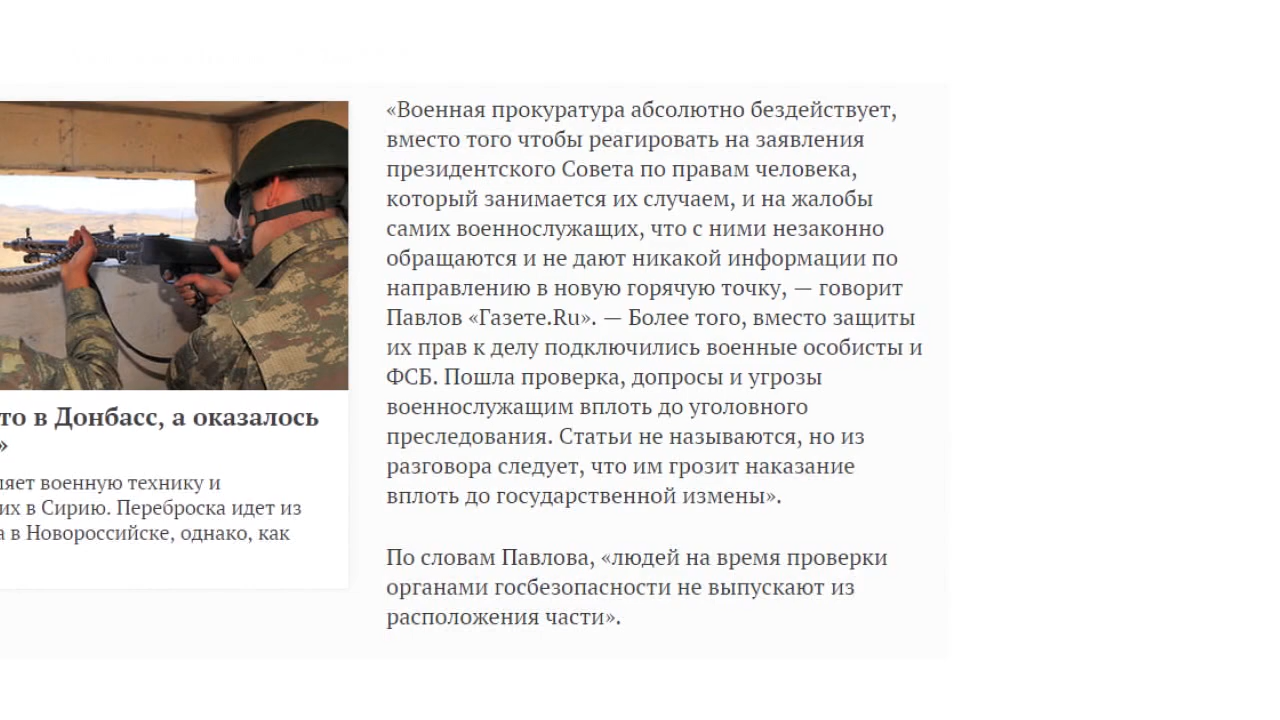 то в Донбасс, а оказалось
»
ляет военную технику и
их в Сирию. Переброска идет из
а в Новороссийске, однако, как
«Военная прокуратура абсолютно бездействует,
вместо того чтобы реагировать на заявления
президентского Совета по правам человека,
который занимается их случаем, и на жалобы
самих военнослужащих, что с ними незаконно
обращаются и не дают никакой информации по
направлению в новую горячую точку, — говорит
Павлов «Газете.Ru». — Более того, вместо защиты
их прав к делу подключились военные особисты и
ФСБ. Пошла проверка, допросы и угрозы
военнослужащим вплоть до уголовного
преследования. Статьи не называются, но из
разговора следует, что им грозит наказание
вплоть до государственной измены».
По словам Павлова, «людей на время проверки
органами госбезопасности не выпускают из
расположения части».